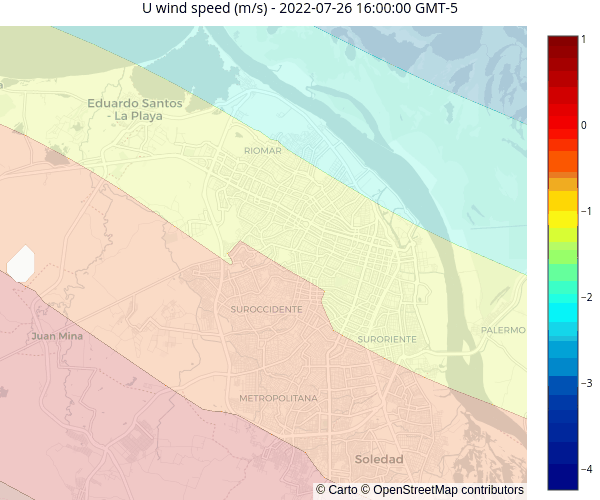 U wind speed (m/s) - 2022-07-26 16:00:00 GMT-5
1
Eduardo Santos
- La Playa
0
RIOMAR
−1
−2
SUROCCIDENTE
PALERMO
Juan Mina
SURORIENTE
−3
METROPOLITANA
Soledad
−4
© Carto © OpenStreetMap contributors